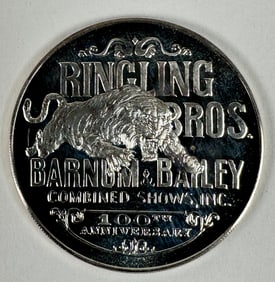 RINGLING
BROS.
BARNUM & BAILEY
COMBINED SHOWS, INC.
100TH
ANNIVERSARY